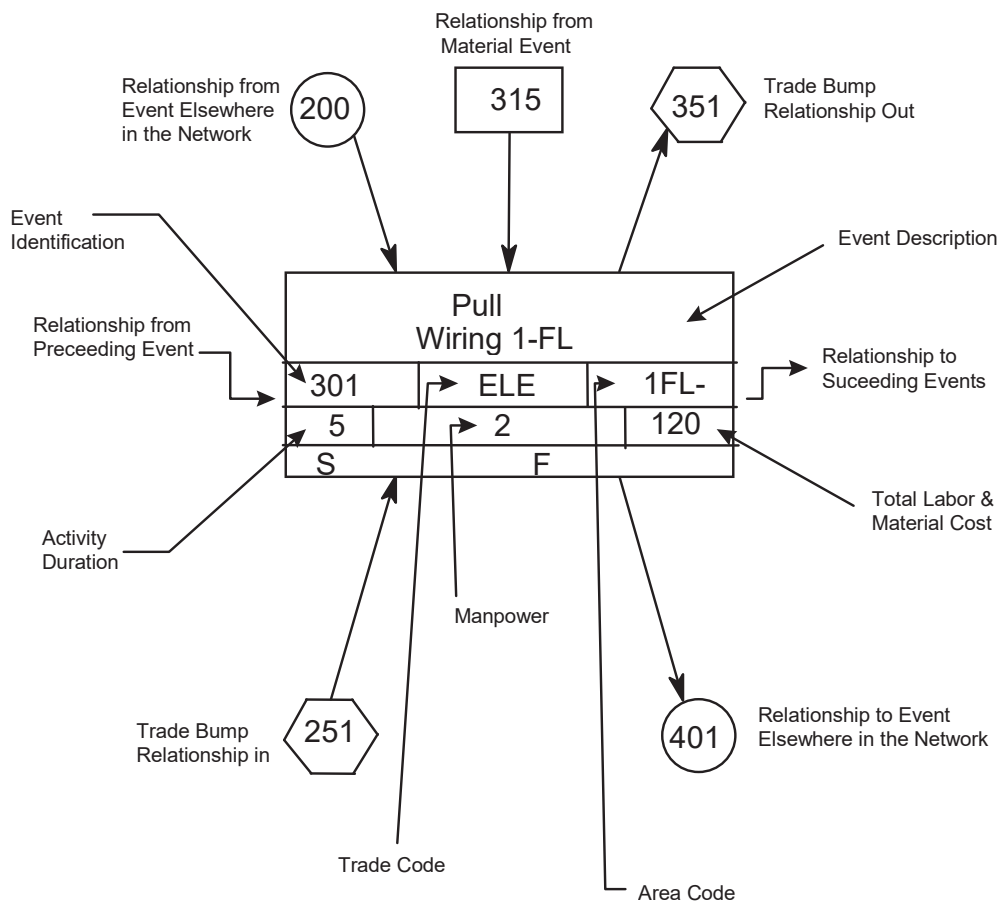 Relationship from
Material Event
Relationship from
Event Elsewhere
in the Network
200
315
351
Trade Bump
Relationship Out
Event
Identification
Event Description
Pull
Wiring 1-FL
Relationship from
Preceeding Event
Relationship to
Suceeding Events
301
ELE
1FL-
5
2
120
S
F
Total Labor &
Material Cost
Activity
Duration
Manpower
Trade Bump
Relationship in
251
401
Relationship to Event
Elsewhere in the Network
Trade Code
Area Code